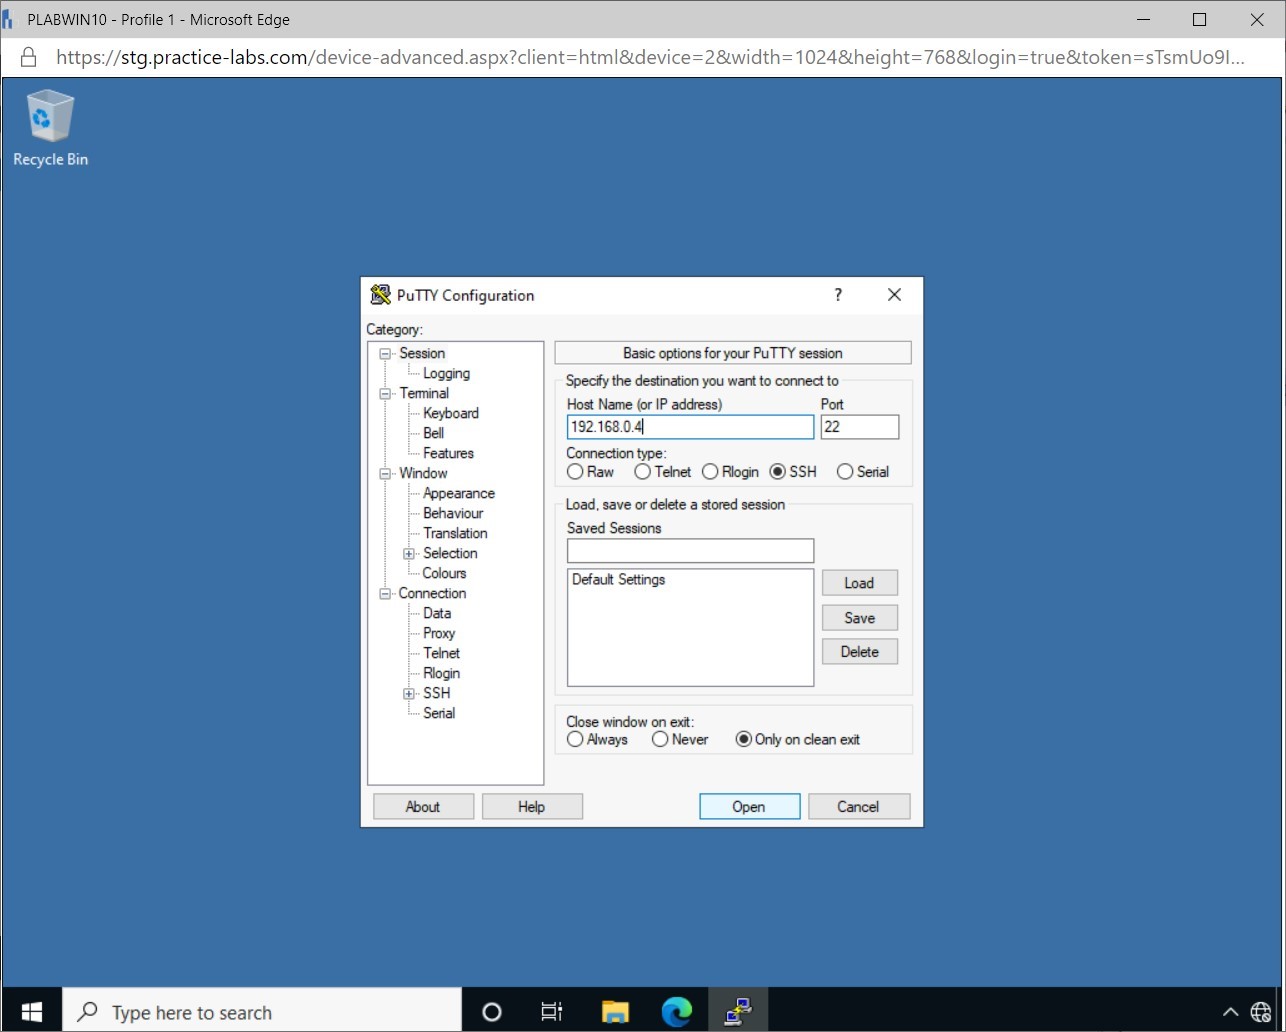 PLABWIN10 - Profile 1 - Microsoft Edge
https://stg.practice-labs.com/device-advanced.aspx?client=html&device=2&width=1024&height=768&login=true&token=sTsmUo9I...
Recycle Bin
PuTTY Configuration
?
Category:
Session
Logging
Terminal
Keyboard
Bell
Features
Window
Appearance
Behaviour
Translation
Selection
Colours
Connection
Data
Proxy
Telnet
Rlogin
SSH
Serial
Basic options for your PuTTY session
Specify the destination you want to connect to
Host Name (or IP address) Port
192.168.0.4 22
Connection type:
Raw Telnet Rlogin SSH Serial
Load, save or delete a stored session
Saved Sessions
Default Settings
Load
Save
Delete
Close window on exit:
Always Never Only on clean exit
About Help Open Cancel
Type here to search